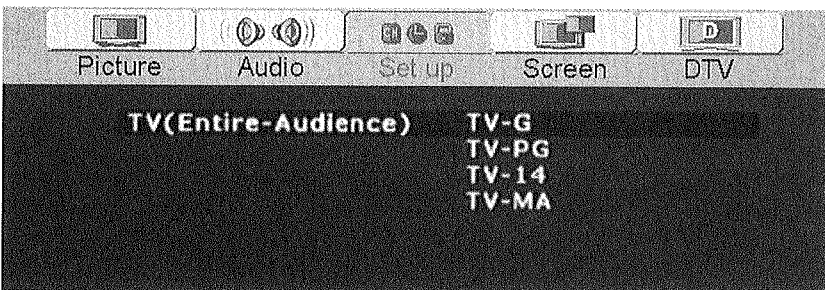 Picture Audio Set up Screen DTV
TV(Entire-Audience) TV-G
TV-PG
TV-14
TV-MA